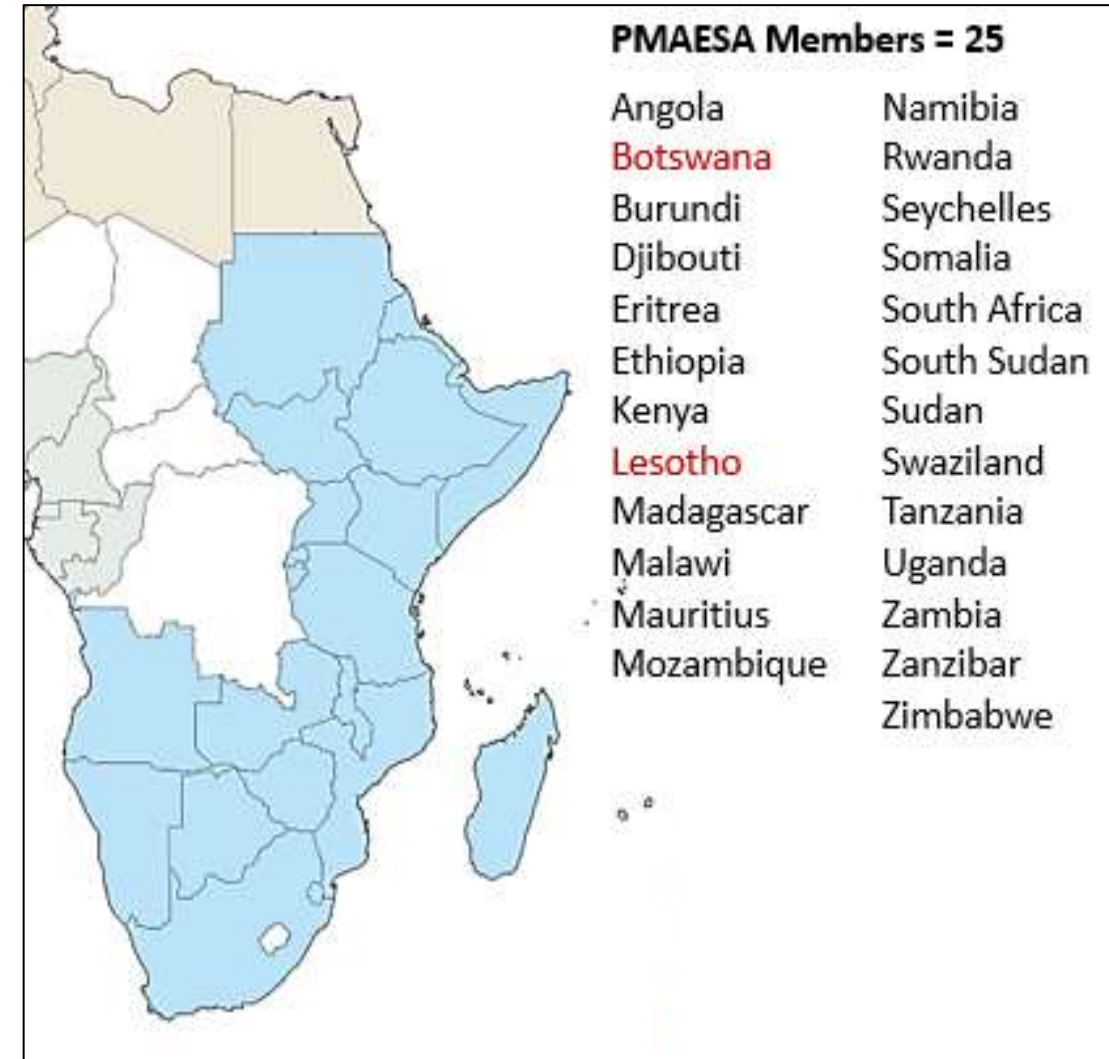 PMAESA Members = 25
Angola
Botswana
Burundi
Djibouti
Eritrea
Ethiopia
Kenya
Lesotho
Madagascar
Malawi
Mauritius
Mozambique
Namibia
Rwanda
Seychelles
Somalia
South Africa
South Sudan
Sudan
Swaziland
Tanzania
Uganda
Zambia
Zanzibar
Zimbabwe